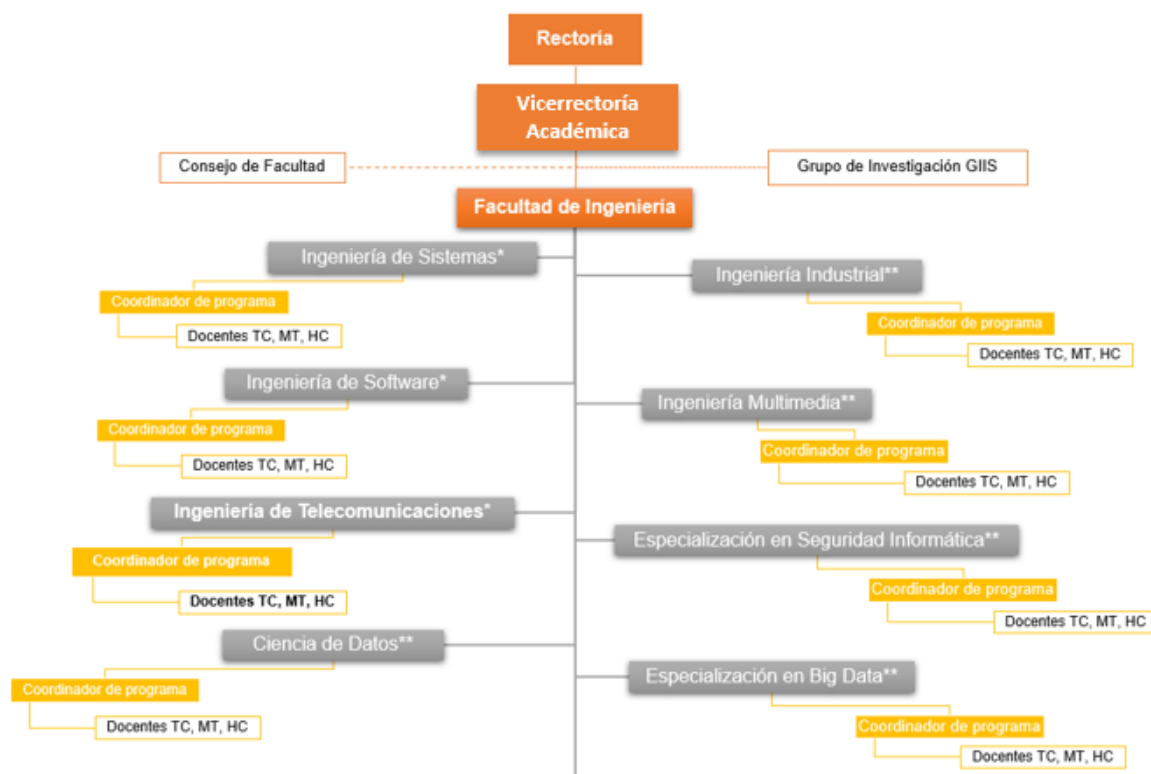 Rectoría
Vicerrectoría
Académica
Consejo de Facultad
Grupo de Investigación GIIS
Facultad de Ingeniería
Ingeniería de Sistemas*
Coordinador de programa
Docentes TC, MT, HC
Ingeniería Industrial**
Coordinador de programa
Docentes TC, MT, HC
Ingeniería de Software*
Coordinador de programa
Docentes TC, MT, HC
Ingeniería Multimedia**
Coordinador de programa
Docentes TC, MT, HC
Ingeniería de Telecomunicaciones*
Coordinador de programa
Docentes TC, MT, HC
Especialización en Seguridad Informática**
Coordinador de programa
Docentes TC, MT, HC
Ciencia de Datos**
Coordinador de programa
Docentes TC, MT, HC
Especialización en Big Data**
Coordinador de programa
Docentes TC, MT, HC